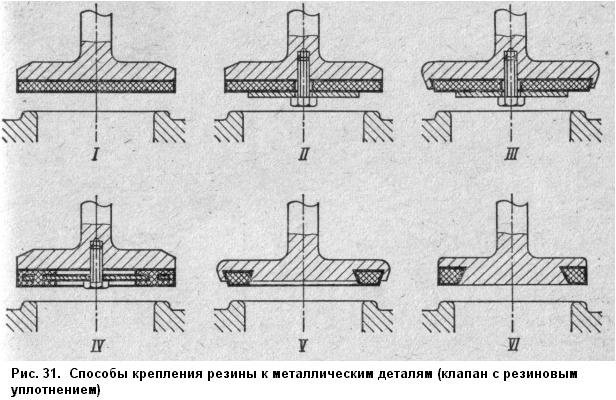 I
II
III
IV
V
VI
Рис. 31. Способы крепления резины к металлическим деталям (клапан с резиновым
уплотнением)